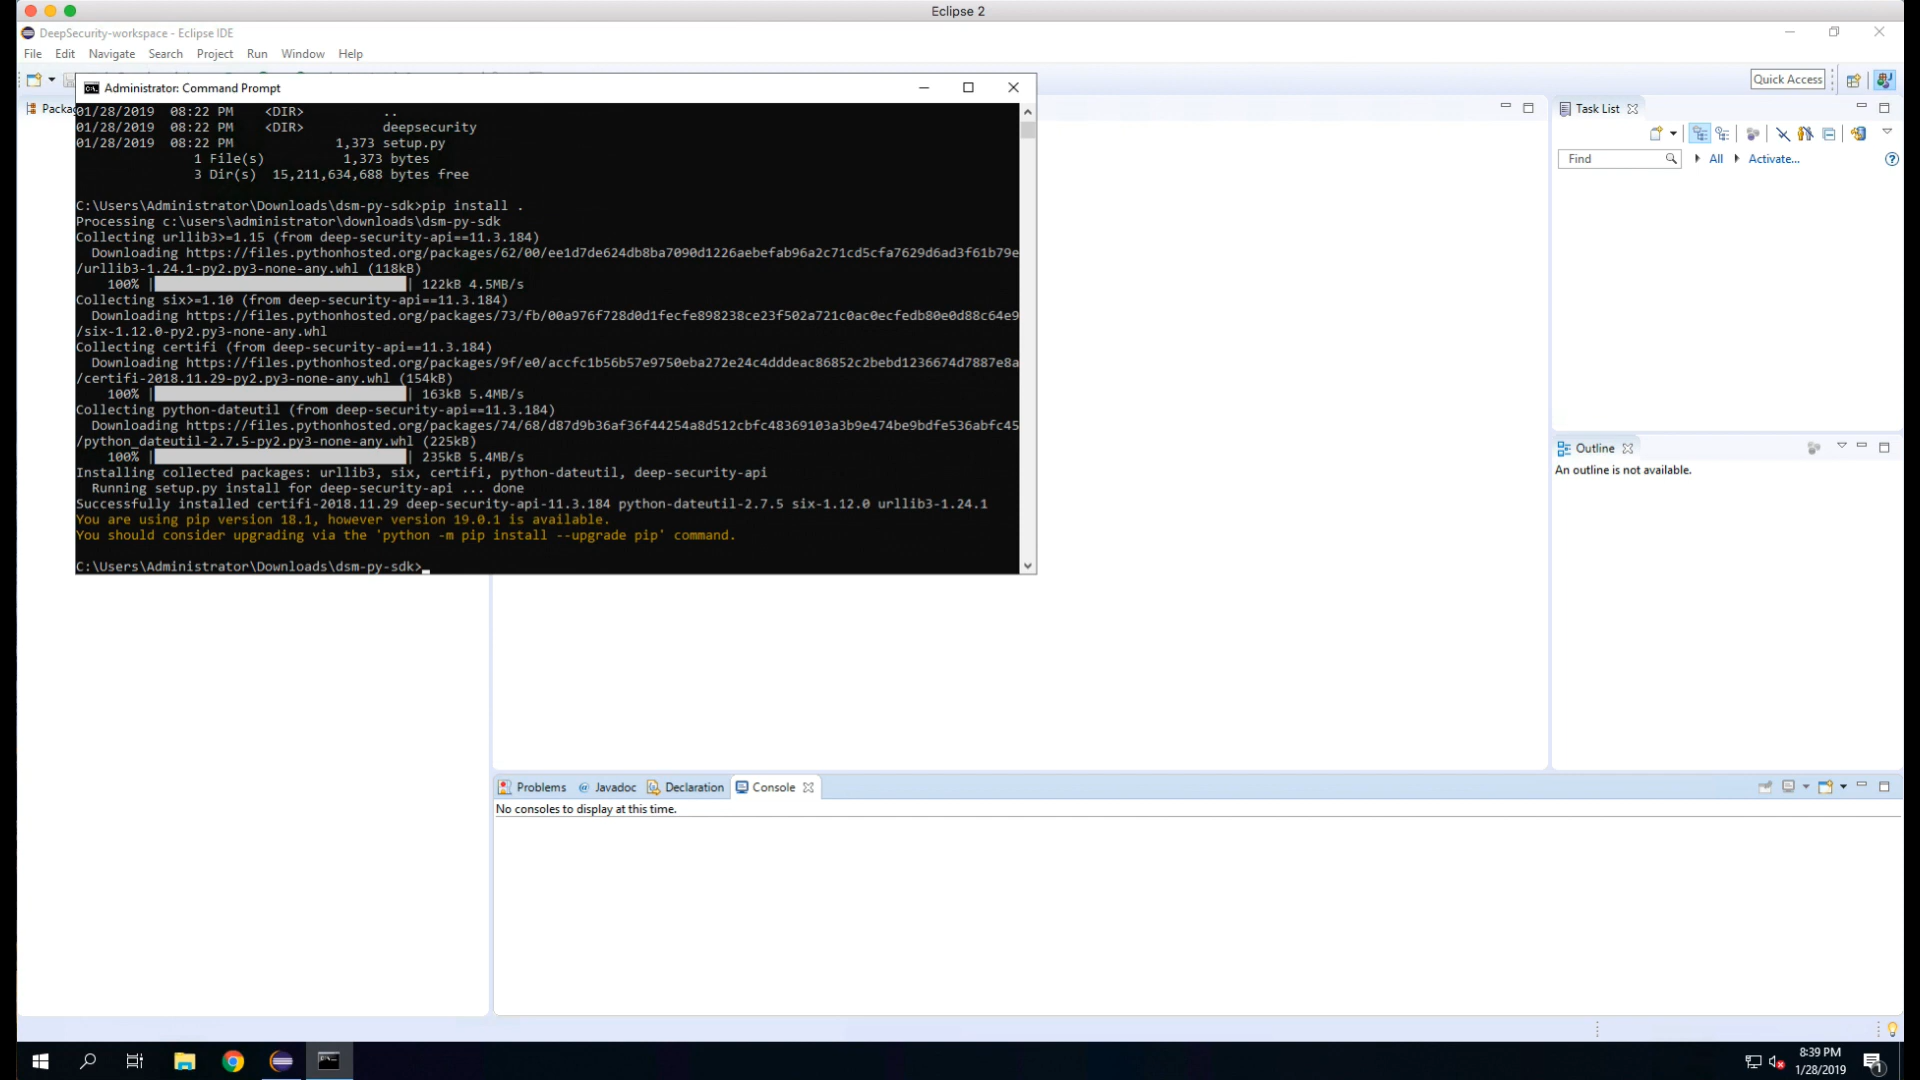 Eclipse 2
DeepSecurity-workspace - Eclipse IDE
File Edit Navigate Search Project Run Window Help
Quick Access
Administrator: Command Prompt
01/28/2019  08:22 PM    <DIR>          ..
01/28/2019  08:22 PM    <DIR>          deepsecurity
01/28/2019  08:22 PM             1,373 setup.py
1 File(s)          1,373 bytes
3 Dir(s)  15,211,634,688 bytes free
C:\Users\Administrator\Downloads\dsm-py-sdk>pip install .
Processing c:\users\administrator\downloads\dsm-py-sdk
Collecting urllib3>=1.15 (from deep-security-api==11.3.184)
Downloading https://files.pythonhosted.org/packages/62/00/ee1d7de624db8ba7090d1226aebefab96a2c71cd5cfa7629d6ad3f61b79e
/urllib3-1.24.1-py2.py3-none-any.whl (118kB)
100% || 122kB 4.5MB/s
Collecting six>=1.10 (from deep-security-api==11.3.184)
Downloading https://files.pythonhosted.org/packages/73/fb/00a976f728d0d1fecfe898238ce23f502a721c0ac0ecfedb80e0d88c64e9
/six-1.12.0-py2.py3-none-any.whl
Collecting certifi (from deep-security-api==11.3.184)
Downloading https://files.pythonhosted.org/packages/9f/e0/accfc1b56b57e9750eba272e24c4dddeac86852c2bebd1236674d7887e8a
/certifi-2018.11.29-py2.py3-none-any.whl (154kB)
100% || 163kB 5.4MB/s
Collecting python-dateutil (from deep-security-api==11.3.184)
Downloading https://files.pythonhosted.org/packages/74/68/d87d9b36af36f44254a8d512cbfc48369103a3b9e474be9bdfe536abfc45
/python_dateutil-2.7.5-py2.py3-none-any.whl (225kB)
100% || 235kB 5.4MB/s
Installing collected packages: urllib3, six, certifi, python-dateutil, deep-security-api
Running setup.py install for deep-security-api ... done
Successfully installed certifi-2018.11.29 deep-security-api-11.3.184 python-dateutil-2.7.5 six-1.12.0 urllib3-1.24.1
You are using pip version 18.1, however version 19.0.1 is available.
You should consider upgrading via the 'python -m pip install --upgrade pip' command.
C:\Users\Administrator\Downloads\dsm-py-sdk>_
Packa
Task List
Find All Activate...
Outline
An outline is not available.
Problems Javadoc Declaration Console
No consoles to display at this time.
8:39 PM
1/28/2019
1